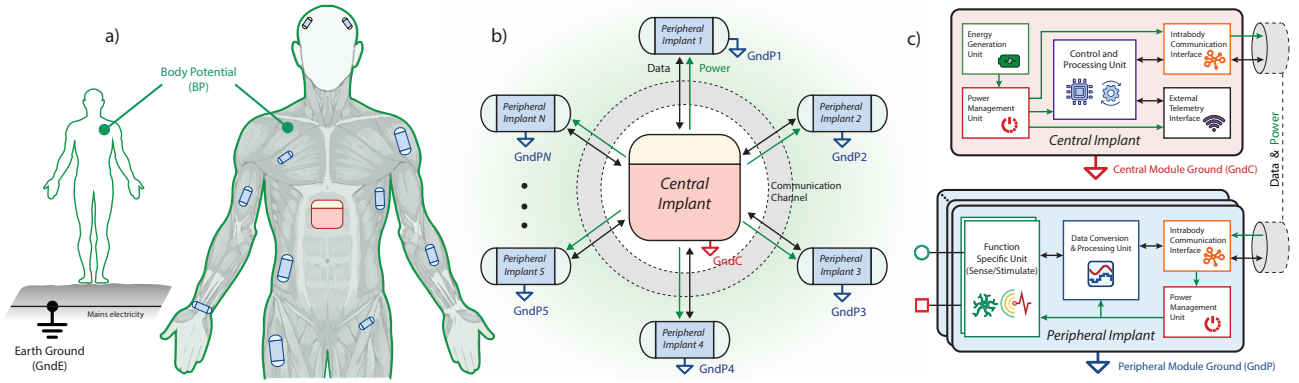 a)
Body Potential
(BP)
Mains electricity
Earth Ground
(GndE)
b)
Peripheral
Implant 1
GndP1
Data
Power
Peripheral
Implant N
GndPN
Peripheral
Implant 2
GndP2
Central
Implant
Communication
Channel
GndC
Peripheral
Implant 5
GndP5
Peripheral
Implant 3
GndP3
Peripheral
Implant 4
GndP4
c)
Energy
Generation
Unit
Control and
Processing Unit
Intrabody
Communication
Interface
Power
Management
Unit
External
Telemetry
Interface
Central Implant
Central Module Ground (GndC)
Data & Power
Function
Specific Unit
(Sense/Stimulate)
Data Conversion
& Processing Unit
Intrabody
Communication
Interface
Power
Management
Unit
Peripheral Implant
Peripheral Module Ground (GndP)